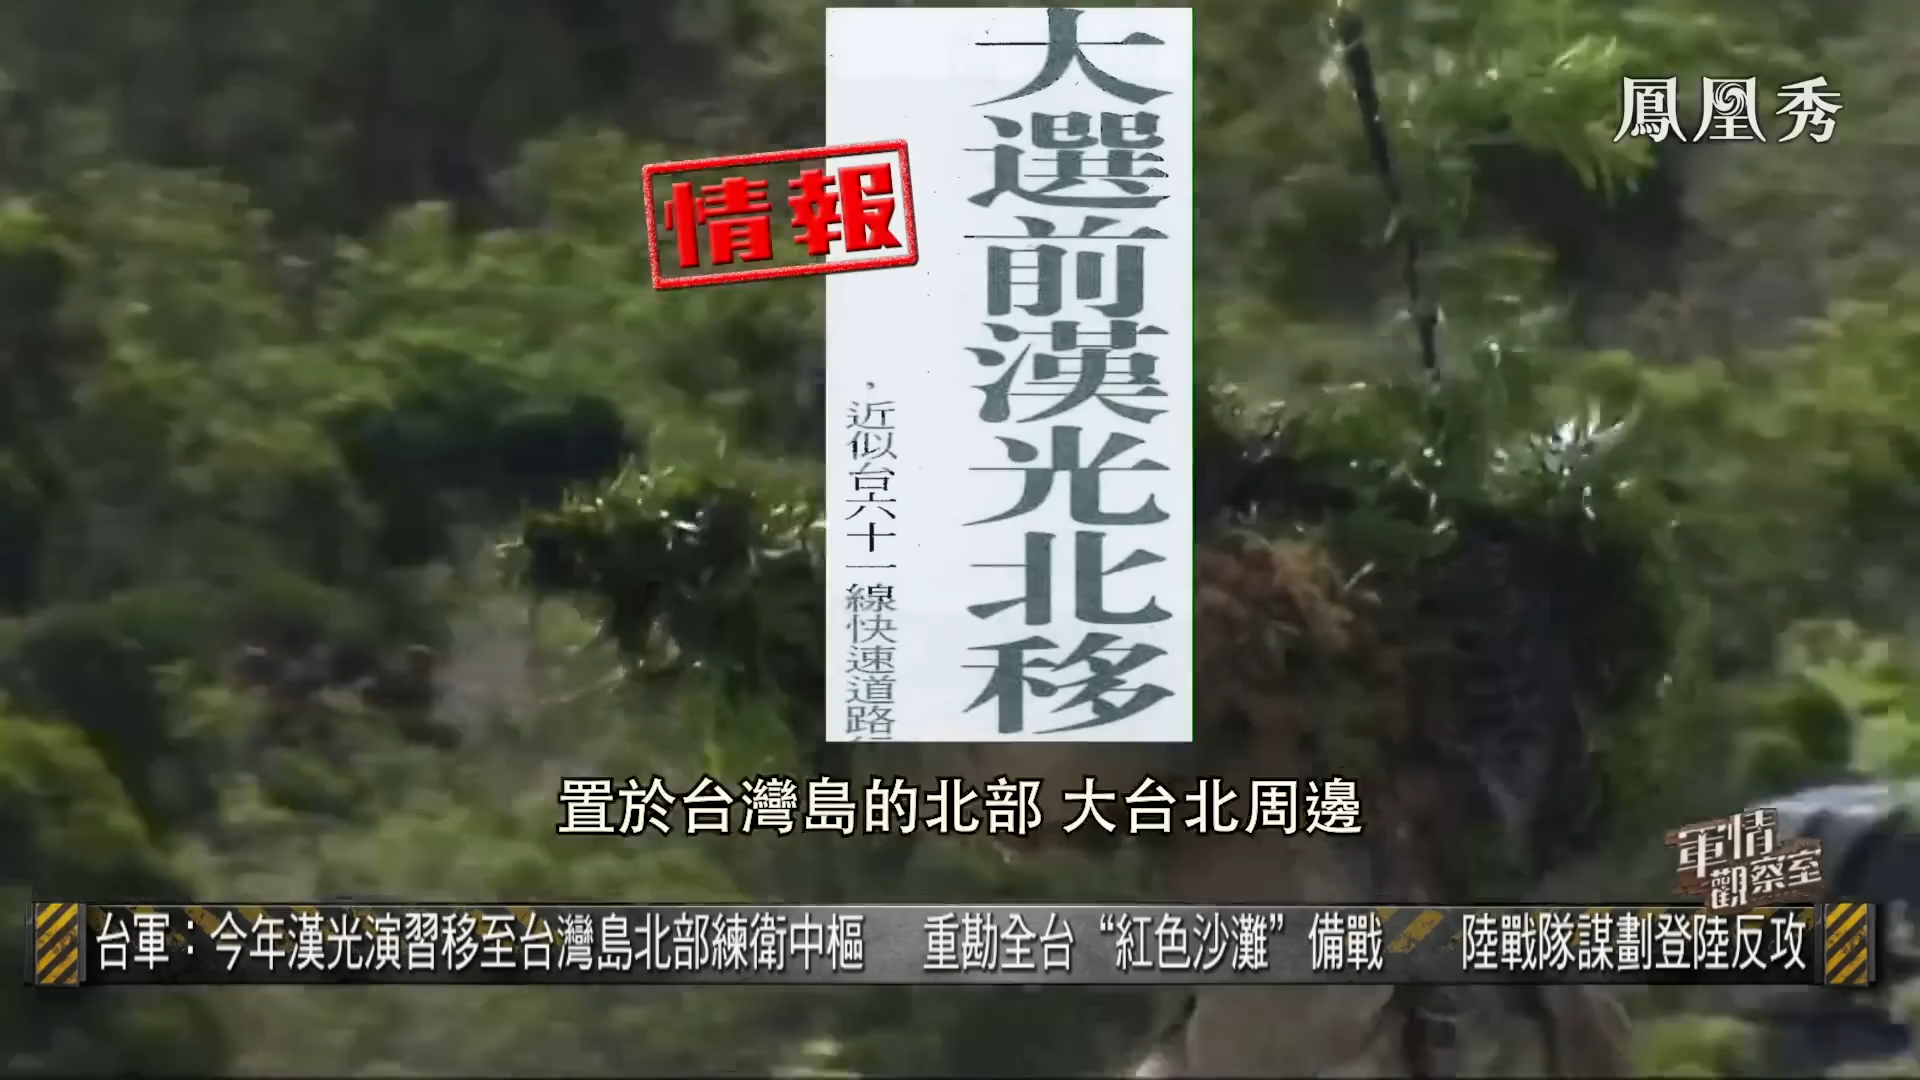 鳳凰秀
大選前漢光北移
情報
，近似台六十一線快速道路
置於台灣島的北部 大台北周邊
軍情觀察室
台軍：今年漢光演習移至台灣島北部練衛中樞 重勘全台“紅色沙灘”備戰 陸戰隊謀劃登陸反攻